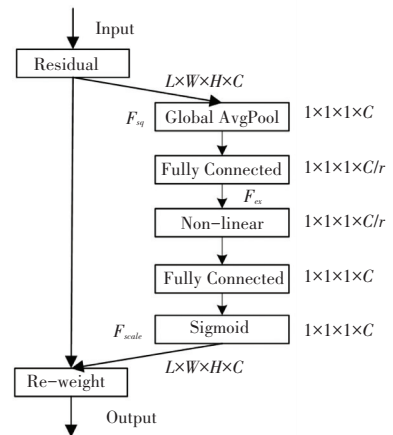 Input
Residual
L×W×H×C
F_sq
Global AvgPool
1×1×1×C
Fully Connected
1×1×1×C/r
F_ex
Non-linear
1×1×1×C/r
Fully Connected
1×1×1×C
F_scale
Sigmoid
1×1×1×C
L×W×H×C
Re-weight
Output